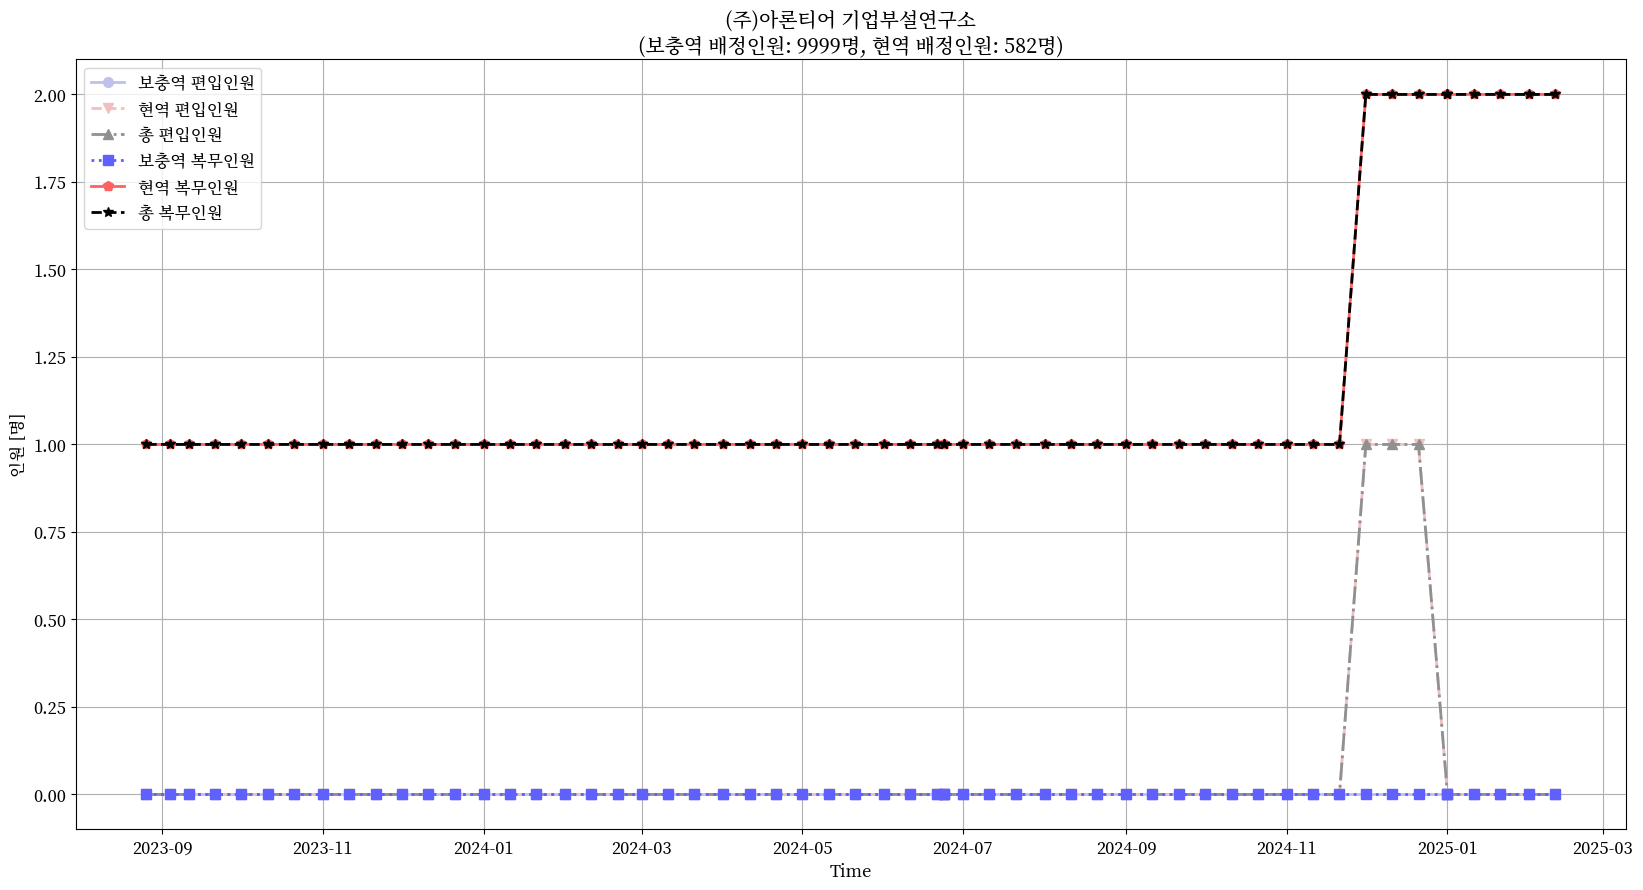 (주)아론티어 기업부설연구소
(보충역 배정인원: 9999명, 현역 배정인원: 582명)
보충역 편입인원
현역 편입인원
총 편입인원
보충역 복무인원
현역 복무인원
총 복무인원
2.00
1.75
1.50
1.25
1.00
0.75
0.50
0.25
0.00
인원 [명]
2023-09
2023-11
2024-01
2024-03
2024-05
2024-07
2024-09
2024-11
2025-01
2025-03
Time